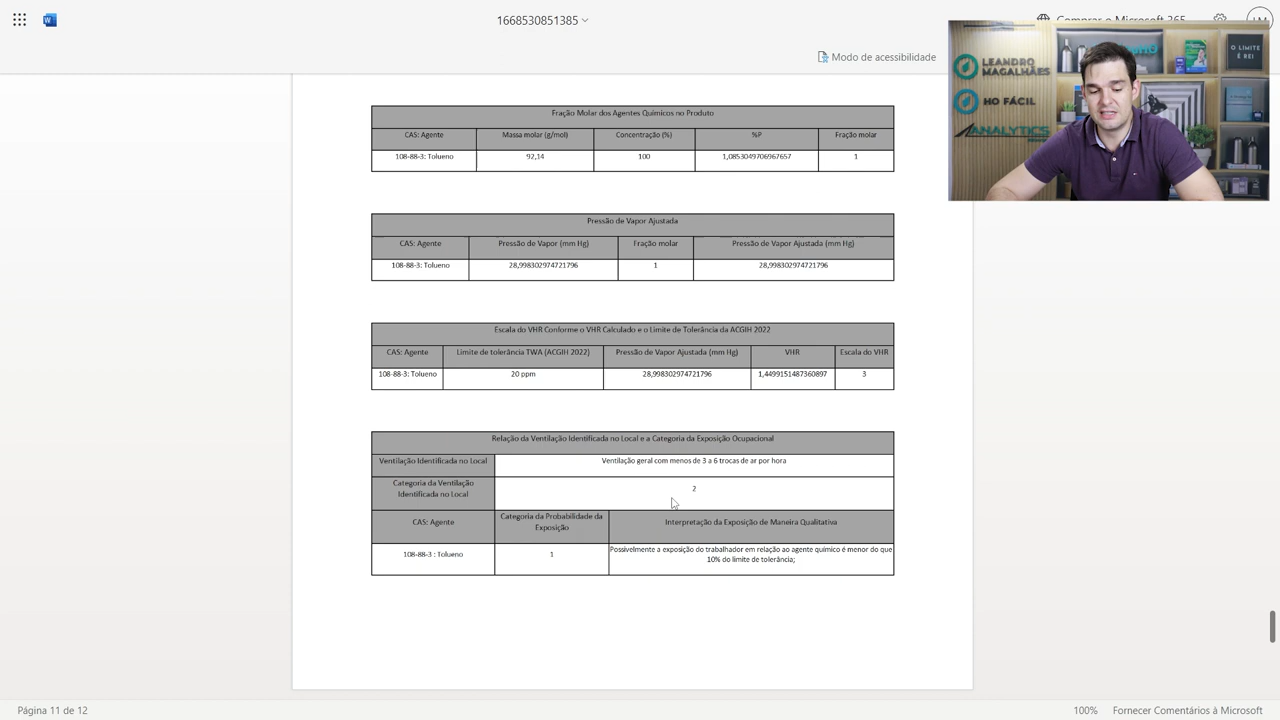 1668530851385
Comprar o Microsoft 365
Modo de acessibilidade
LEANDRO
MAGALHÃES
HO FÁCIL
ANALYTICS
O LIMITE
É REI
Fração Molar dos Agentes Químicos no Produto
CAS: Agente Massa molar (g/mol) Concentração (%) %P Fração molar
108-88-3: Tolueno 92,14 100 1,0853049706967657 1
Pressão de Vapor Ajustada
CAS: Agente Pressão de Vapor (mm Hg) Fração molar Pressão de Vapor Ajustada (mm Hg)
108-88-3: Tolueno 28,998302974721796 1 28,998302974721796
Escala do VHR Conforme o VHR Calculado e o Limite de Tolerância da ACGIH 2022
CAS: Agente Limite de tolerância TWA (ACGIH 2022) Pressão de Vapor Ajustada (mm Hg) VHR Escala do VHR
108-88-3: Tolueno 20 ppm 28,998302974721796 1,4499151487360897 3
Relação da Ventilação Identificada no Local e a Categoria da Exposição Ocupacional
Ventilação Identificada no Local Ventilação geral com menos de 3 a 6 trocas de ar por hora
Categoria da Ventilação
Identificada no Local
2
CAS: Agente
Categoria da Probabilidade da
Exposição
Interpretação da Exposição de Maneira Qualitativa
108-88-3 : Tolueno
1
Possivelmente a exposição do trabalhador em relação ao agente químico é menor do que
10% do limite de tolerância;
Página 11 de 12
100%
Fornecer Comentários à Microsoft